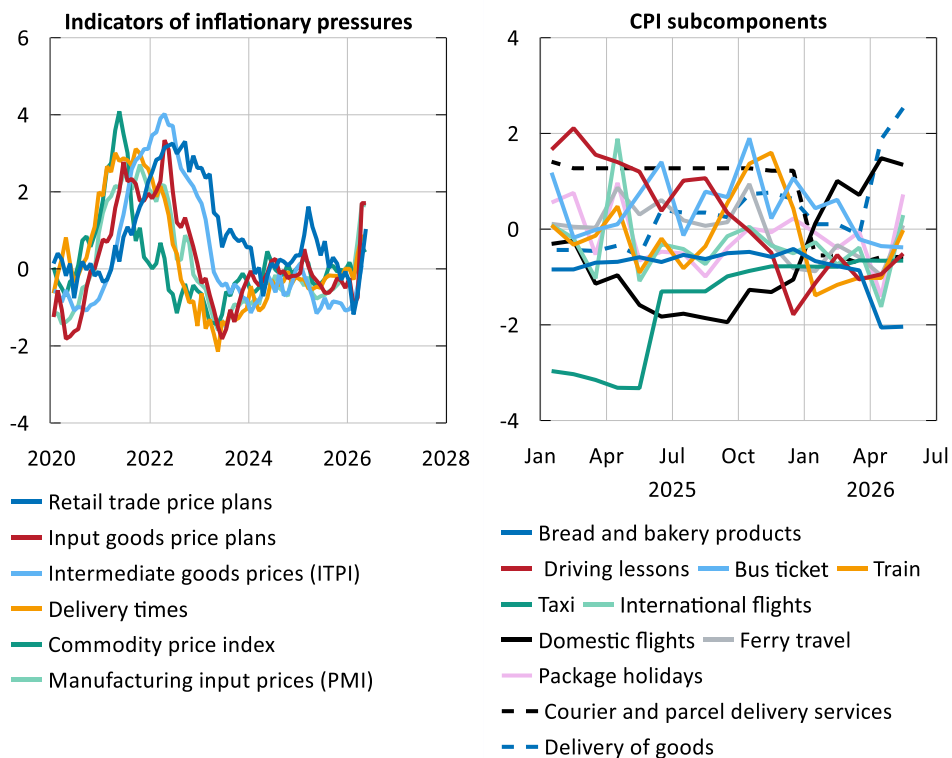 Indicators of inflationary pressures
6
4
2
0
-2
-4
2020 2022 2024 2026 2028
Retail trade price plans
Input goods price plans
Intermediate goods prices (ITPI)
Delivery times
Commodity price index
Manufacturing input prices (PMI)
CPI subcomponents
4
2
0
-2
-4
Jan Apr Jul Oct Jan Apr Jul
2025 2026
Bread and bakery products
Driving lessons Bus ticket Train
Taxi International flights
Domestic flights Ferry travel
Package holidays
Courier and parcel delivery services
Delivery of goods